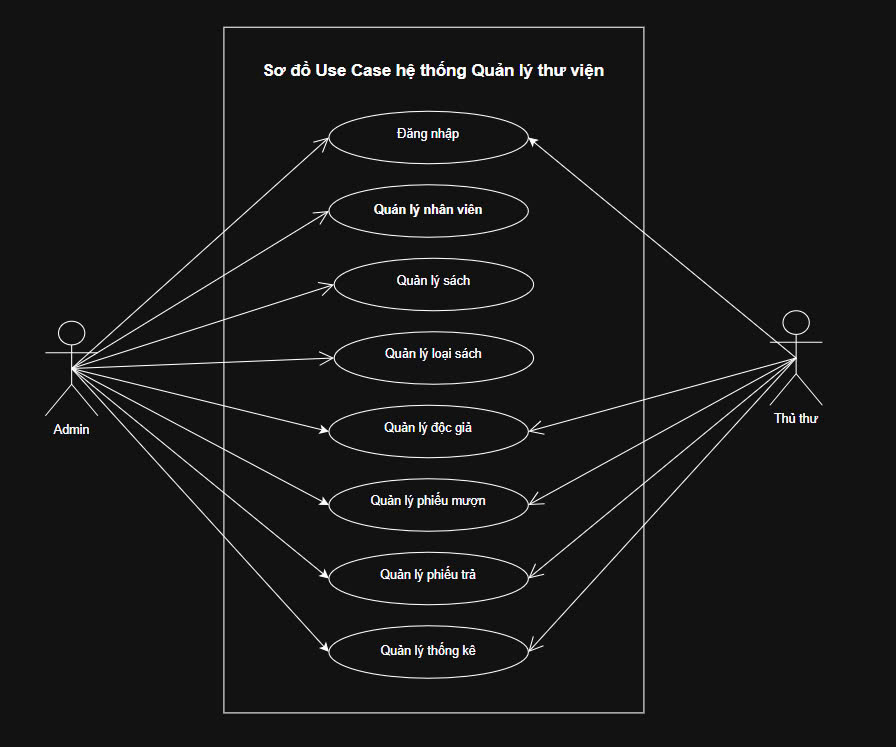 Sơ đồ Use Case hệ thống Quản lý thư viện
Đăng nhập
Quản lý nhân viên
Quản lý sách
Quản lý loại sách
Quản lý độc giả
Quản lý phiếu mượn
Quản lý phiếu trả
Quản lý thống kê
Admin
Thủ thư